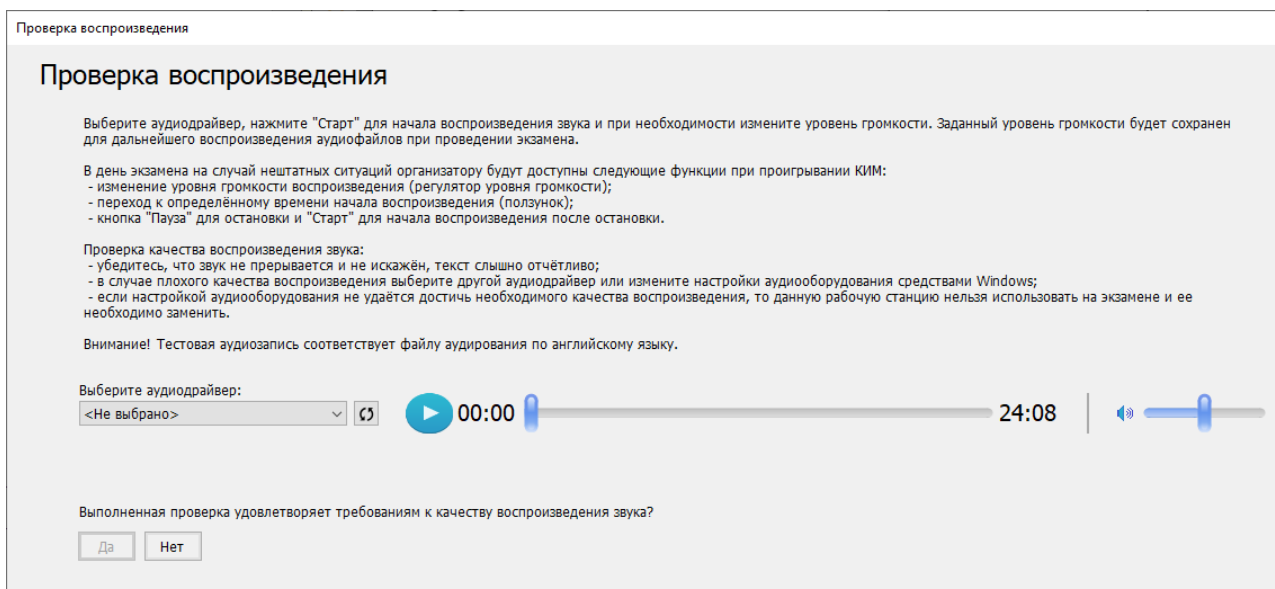 Проверка воспроизведения
Проверка воспроизведения
Выберите аудиодрайвер, нажмите "Старт" для начала воспроизведения звука и при необходимости измените уровень громкости. Заданный уровень громкости будет сохранен
для дальнейшего воспроизведения аудиофайлов при проведении экзамена.
В день экзамена на случай нештатных ситуаций организатору будут доступны следующие функции при проигрывании КИМ:
- изменение уровня громкости воспроизведения (регулятор уровня громкости);
- переход к определённому времени начала воспроизведения (ползунок);
- кнопка "Пауза" для остановки и "Старт" для начала воспроизведения после остановки.
Проверка качества воспроизведения звука:
- убедитесь, что звук не прерывается и не искажён, текст слышно отчётливо;
- в случае плохого качества воспроизведения выберите другой аудиодрайвер или измените настройки аудиооборудования средствами Windows;
- если настройкой аудиооборудования не удаётся достичь необходимого качества воспроизведения, то данную рабочую станцию нельзя использовать на экзамене и ее
необходимо заменить.
Внимание! Тестовая аудиозапись соответствует файлу аудирования по английскому языку.
Выберите аудиодрайвер:
<Не выбрано> 00:00 24:08
Выполненная проверка удовлетворяет требованиям к качеству воспроизведения звука?
Да Нет